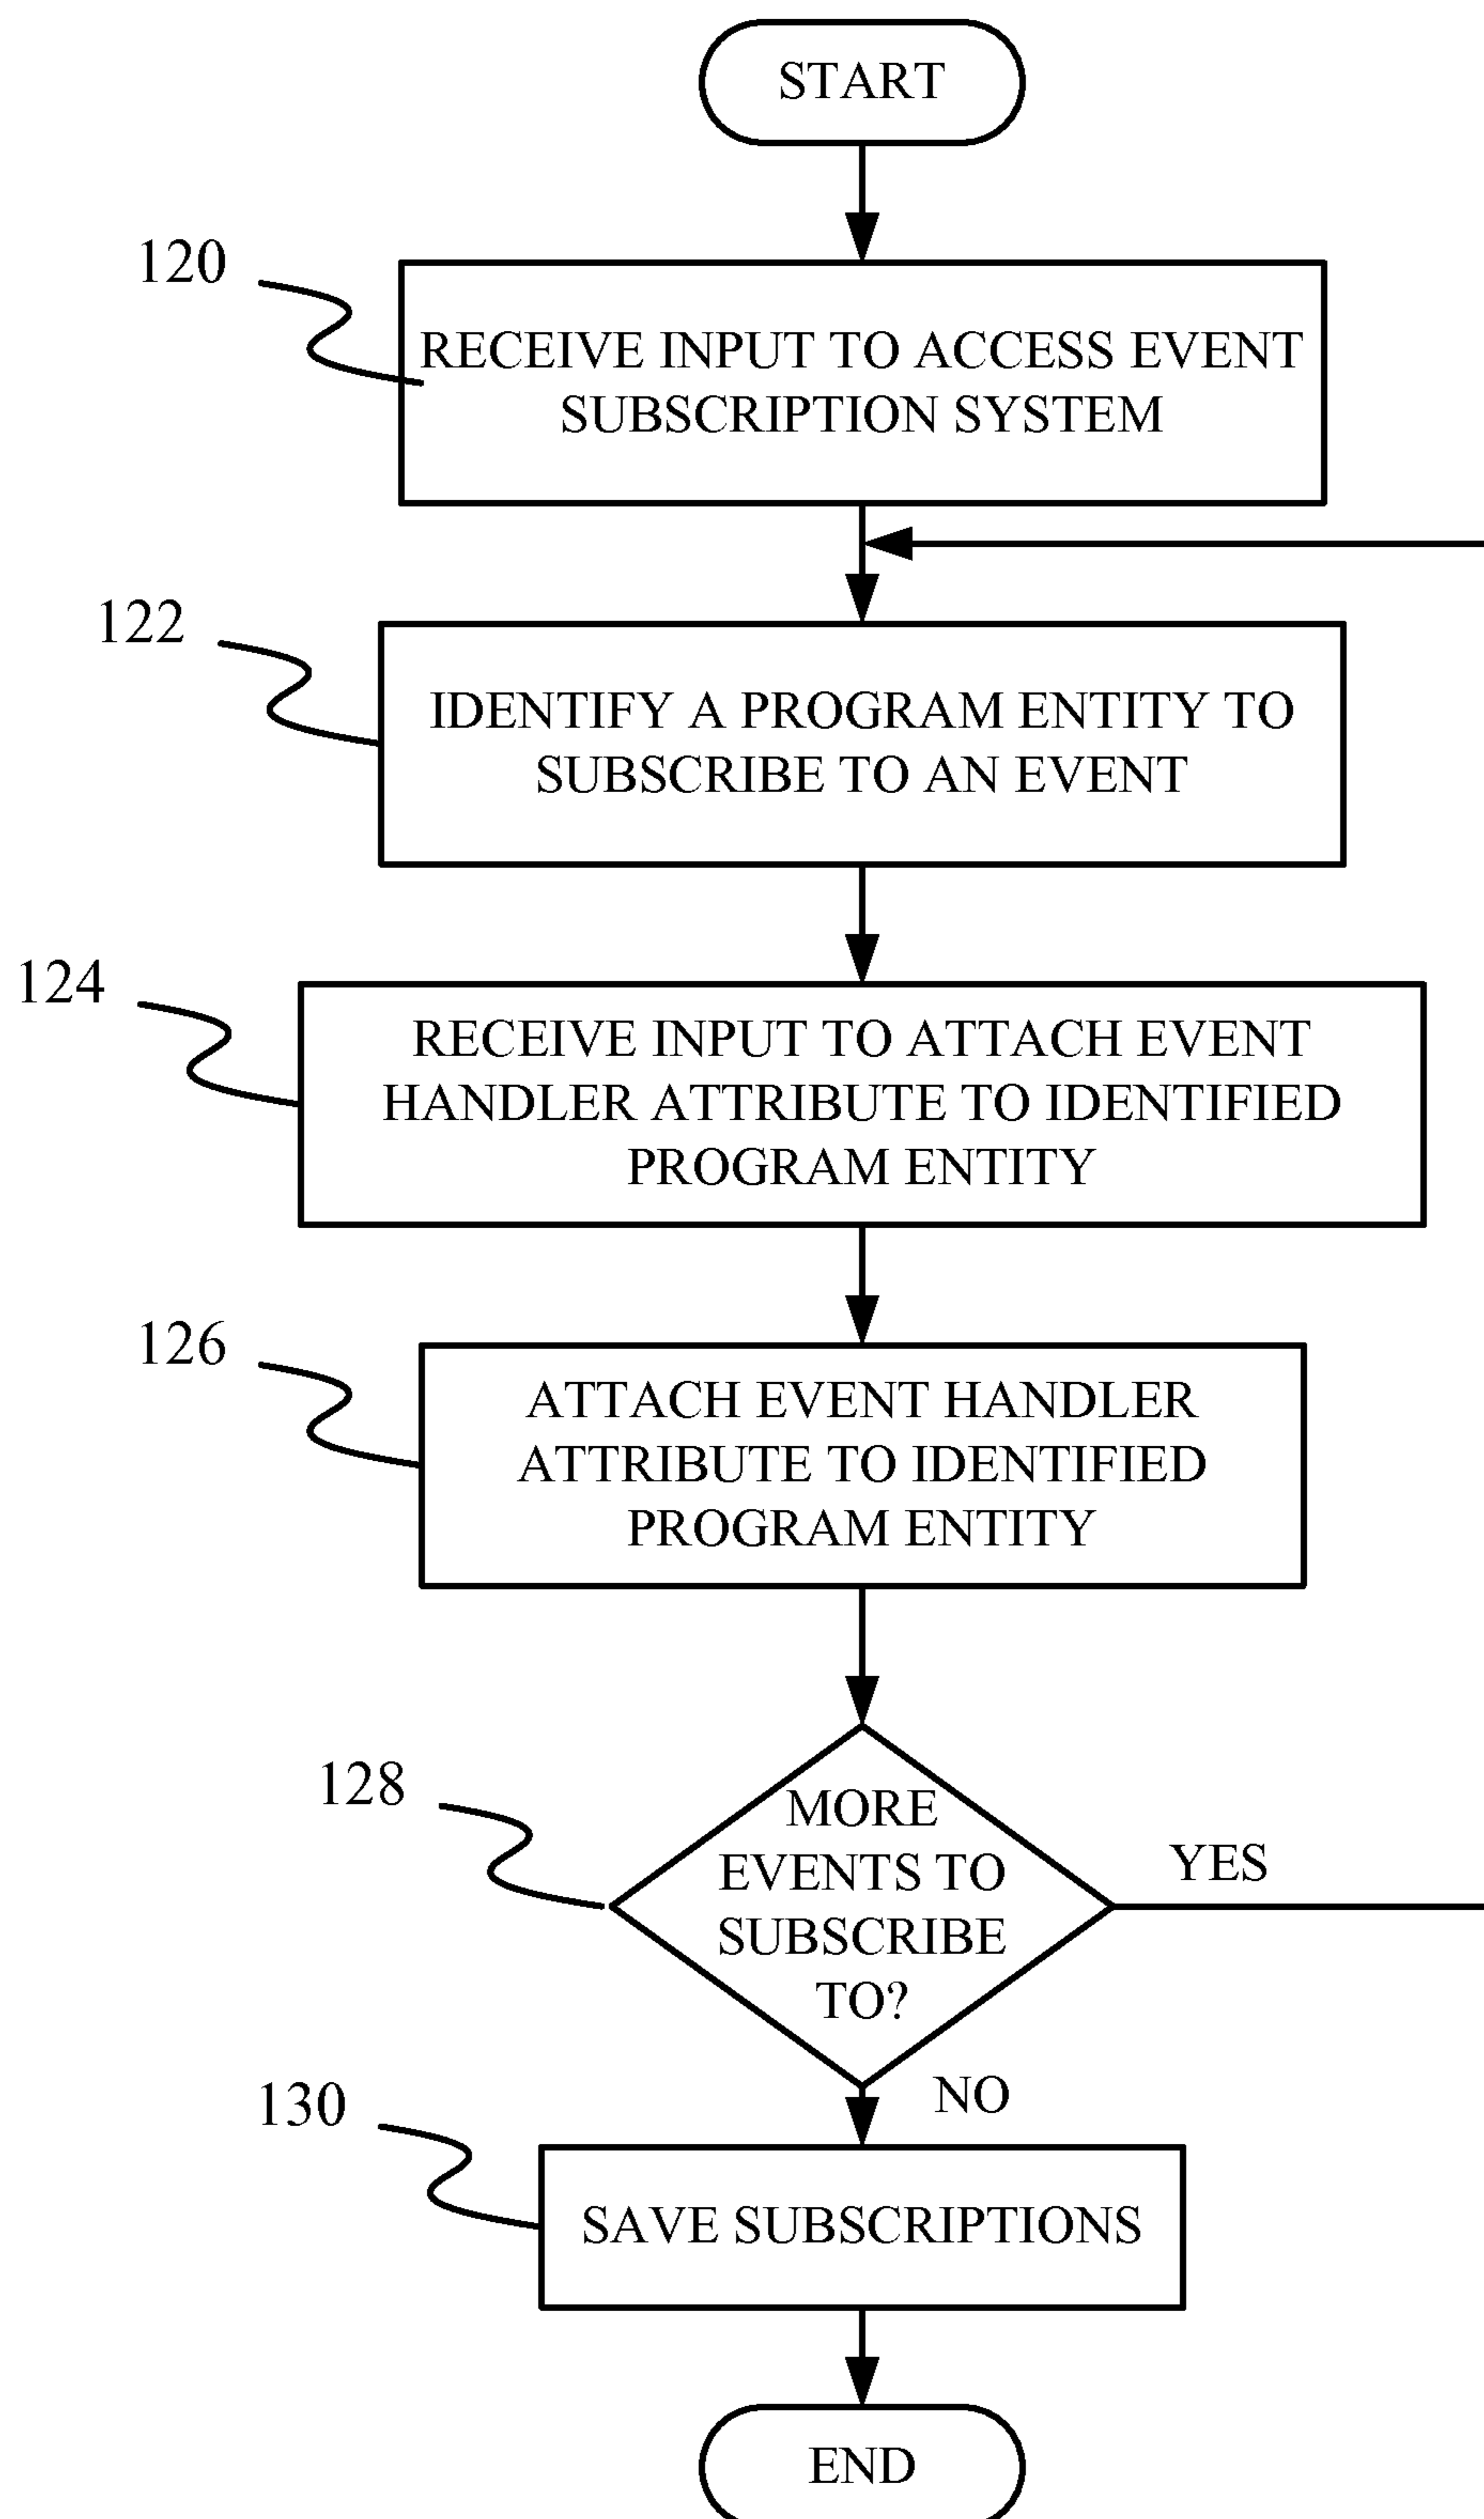 START
120
RECEIVE INPUT TO ACCESS EVENT
SUBSCRIPTION SYSTEM
122
IDENTIFY A PROGRAM ENTITY TO
SUBSCRIBE TO AN EVENT
124
RECEIVE INPUT TO ATTACH EVENT
HANDLER ATTRIBUTE TO IDENTIFIED
PROGRAM ENTITY
126
ATTACH EVENT HANDLER
ATTRIBUTE TO IDENTIFIED
PROGRAM ENTITY
128
MORE
EVENTS TO
SUBSCRIBE
TO?
YES
NO
130
SAVE SUBSCRIPTIONS
END